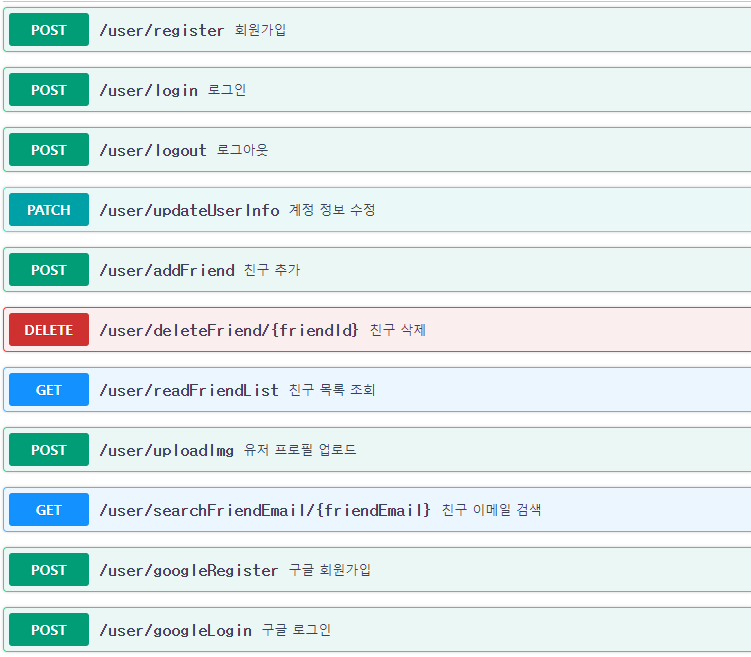 POST /user/register 회원가입
POST /user/login 로그인
POST /user/logout 로그아웃
PATCH /user/updateUserInfo 계정 정보 수정
POST /user/addFriend 친구 추가
DELETE /user/deleteFriend/{friendId} 친구 삭제
GET /user/readFriendList 친구 목록 조회
POST /user/uploadImg 유저 프로필 업로드
GET /user/searchFriendEmail/{friendEmail} 친구 이메일 검색
POST /user/googleRegister 구글 회원가입
POST /user/googleLogin 구글 로그인